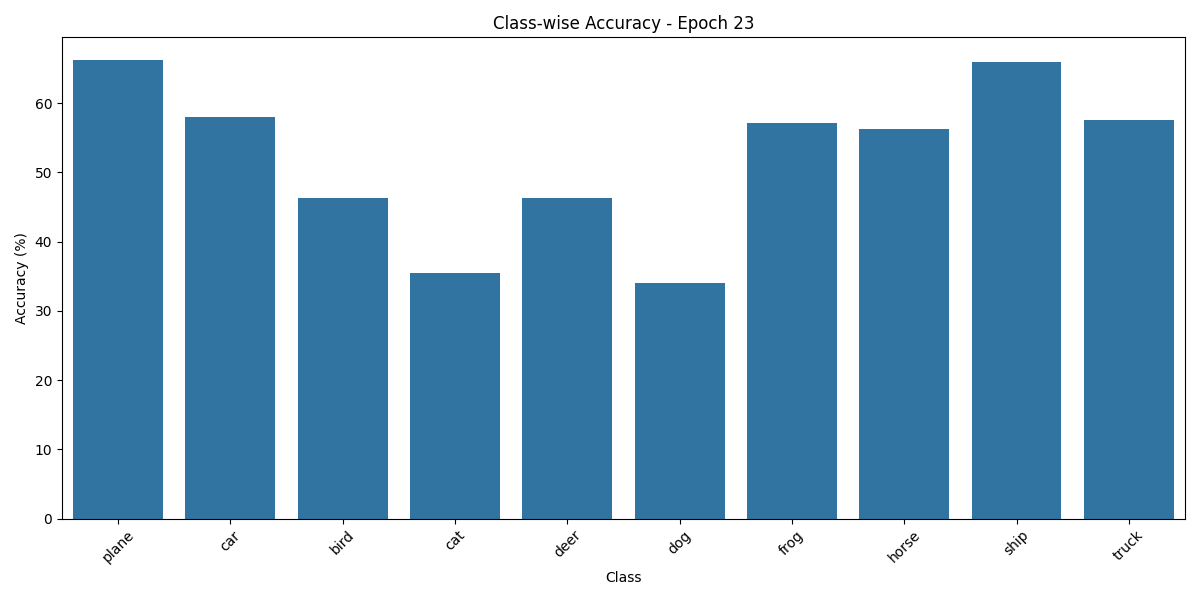 Class-wise Accuracy - Epoch 23
Accuracy (%)
60
50
40
30
20
10
0
plane
car
bird
cat
deer
dog
frog
horse
ship
truck
Class